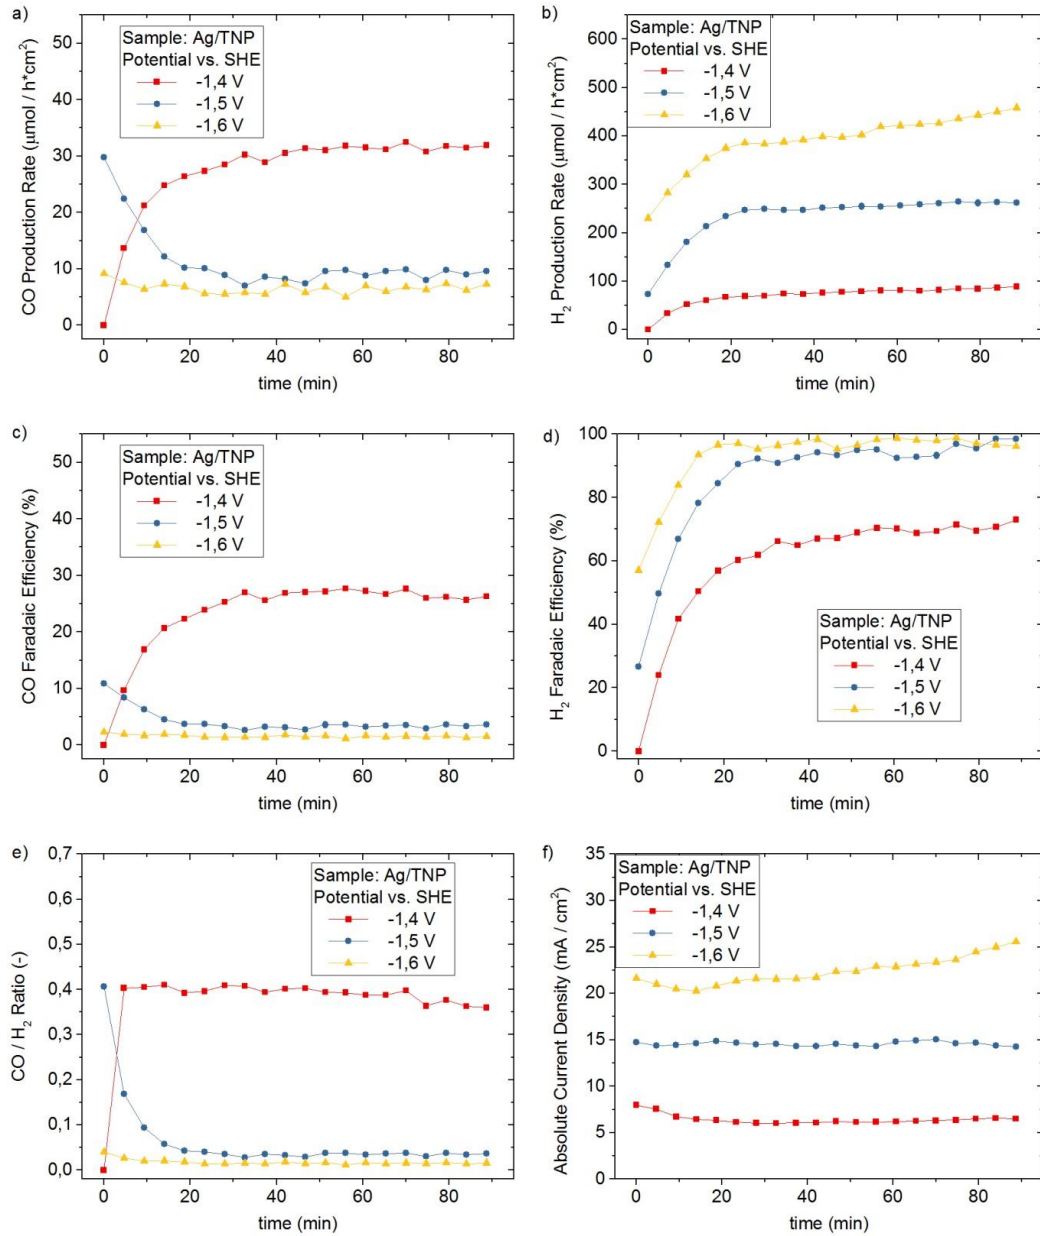 a)
CO Production Rate (μmol / h*cm²)
50
40
30
20
10
0
Sample: Ag/TNP
Potential vs. SHE
-1,4 V
-1,5 V
-1,6 V
0 20 40 60 80
time (min)
b)
H₂ Production Rate (μmol / h*cm²)
600
500
400
300
200
100
0
Sample: Ag/TNP
Potential vs. SHE
-1,4 V
-1,5 V
-1,6 V
0 20 40 60 80
time (min)
c)
CO Faradaic Efficiency (%)
50
40
30
20
10
0
Sample: Ag/TNP
Potential vs. SHE
-1,4 V
-1,5 V
-1,6 V
0 20 40 60 80
time (min)
d)
H₂ Faradaic Efficiency (%)
100
80
60
40
20
0
Sample: Ag/TNP
Potential vs. SHE
-1,4 V
-1,5 V
-1,6 V
0 20 40 60 80
time (min)
e)
CO / H₂ Ratio (-)
0,7
0,6
0,5
0,4
0,3
0,2
0,1
0,0
Sample: Ag/TNP
Potential vs. SHE
-1,4 V
-1,5 V
-1,6 V
0 20 40 60 80
time (min)
f)
Absolute Current Density (mA / cm²)
35
30
25
20
15
10
5
0
Sample: Ag/TNP
Potential vs. SHE
-1,4 V
-1,5 V
-1,6 V
0 20 40 60 80
time (min)